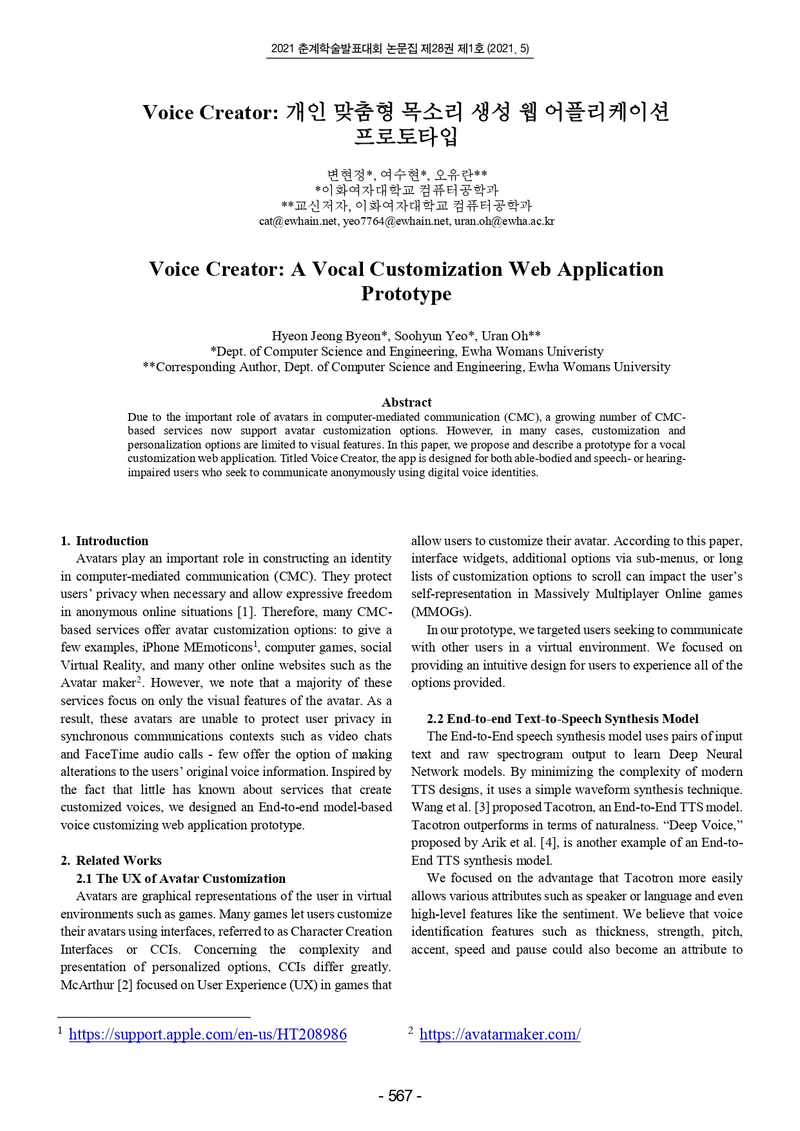 2021 춘계학술발표대회 논문집 제28권 제1호 (2021. 5)
Voice Creator: 개인 맞춤형 목소리 생성 웹 어플리케이션
프로토타입
변현정*, 여수현*, 오유란**
*이화여자대학교 컴퓨터공학과
**교신저자, 이화여자대학교 컴퓨터공학과
cat@ewhain.net, yeo7764@ewhain.net, uran.oh@ewha.ac.kr
Voice Creator: A Vocal Customization Web Application
Prototype
Hyeon Jeong Byeon*, Soohyun Yeo*, Uran Oh**
*Dept. of Computer Science and Engineering, Ewha Womans Univeristy
**Corresponding Author, Dept. of Computer Science and Engineering, Ewha Womans University
Abstract
Due to the important role of avatars in computer-mediated communication (CMC), a growing number of CMC-
based services now support avatar customization options. However, in many cases, customization and
personalization options are limited to visual features. In this paper, we propose and describe a prototype for a vocal
customization web application. Titled Voice Creator, the app is designed for both able-bodied and speech- or hearing-
impaired users who seek to communicate anonymously using digital voice identities.
1. Introduction
Avatars play an important role in constructing an identity
in computer-mediated communication (CMC). They protect
users' privacy when necessary and allow expressive freedom
in anonymous online situations [1]. Therefore, many CMC-
based services offer avatar customization options: to give a
few examples, iPhone MEmoticons1, computer games, social
Virtual Reality, and many other online websites such as the
Avatar maker2. However, we note that a majority of these
services focus on only the visual features of the avatar. As a
result, these avatars are unable to protect user privacy in
synchronous communications contexts such as video chats
and FaceTime audio calls - few offer the option of making
alterations to the users' original voice information. Inspired by
the fact that little has known about services that create
customized voices, we designed an End-to-end model-based
voice customizing web application prototype.
2. Related Works
2.1 The UX of Avatar Customization
Avatars are graphical representations of the user in virtual
environments such as games. Many games let users customize
their avatars using interfaces, referred to as Character Creation
Interfaces or CCIs. Concerning the complexity and
presentation of personalized options, CCIs differ greatly.
McArthur [2] focused on User Experience (UX) in games that
allow users to customize their avatar. According to this paper,
interface widgets, additional options via sub-menus, or long
lists of customization options to scroll can impact the user's
self-representation in Massively Multiplayer Online games
(MMOGs).
In our prototype, we targeted users seeking to communicate
with other users in a virtual environment. We focused on
providing an intuitive design for users to experience all of the
options provided.
2.2 End-to-end Text-to-Speech Synthesis Model
The End-to-End speech synthesis model uses pairs of input
text and raw spectrogram output to learn Deep Neural
Network models. By minimizing the complexity of modern
TTS designs, it uses a simple waveform synthesis technique.
Wang et al. [3] proposed Tacotron, an End-to-End TTS model.
Tacotron outperforms in terms of naturalness. "Deep Voice,"
proposed by Arik et al. [4], is another example of an End-to-
End TTS synthesis model.
We focused on the advantage that Tacotron more easily
allows various attributes such as speaker or language and even
high-level features like the sentiment. We believe that voice
identification features such as thickness, strength, pitch,
accent, speed and pause could also become an attribute to
1 https://support.apple.com/en-us/HT208986
2 https://avatarmaker.com/
- 567 -